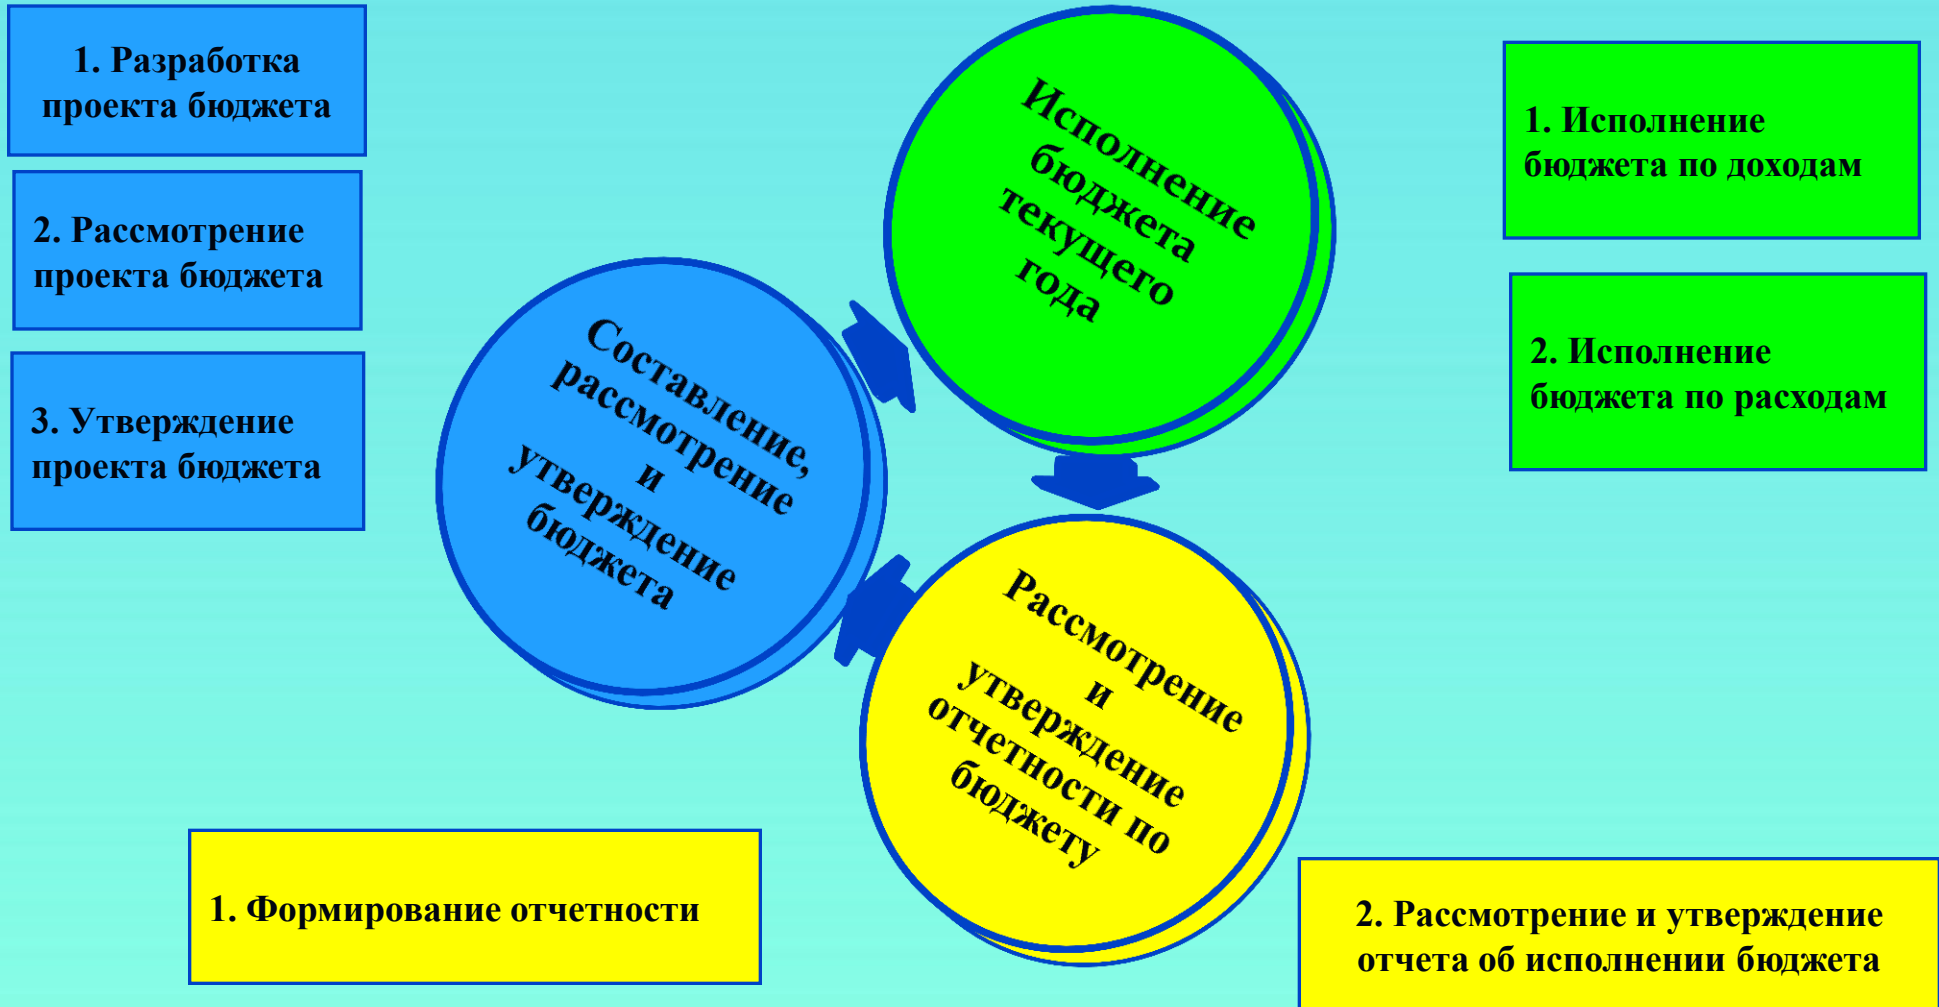 1. Разработка
проекта бюджета
2. Рассмотрение
проекта бюджета
3. Утверждение
проекта бюджета
Составление,
рассмотрение
и
утверждение
бюджета
Исполнение
бюджета
текущего
года
1. Исполнение
бюджета по доходам
2. Исполнение
бюджета по расходам
Рассмотрение
и
утверждение
отчетности по
бюджету
1. Формирование отчетности
2. Рассмотрение и утверждение
отчета об исполнении бюджета